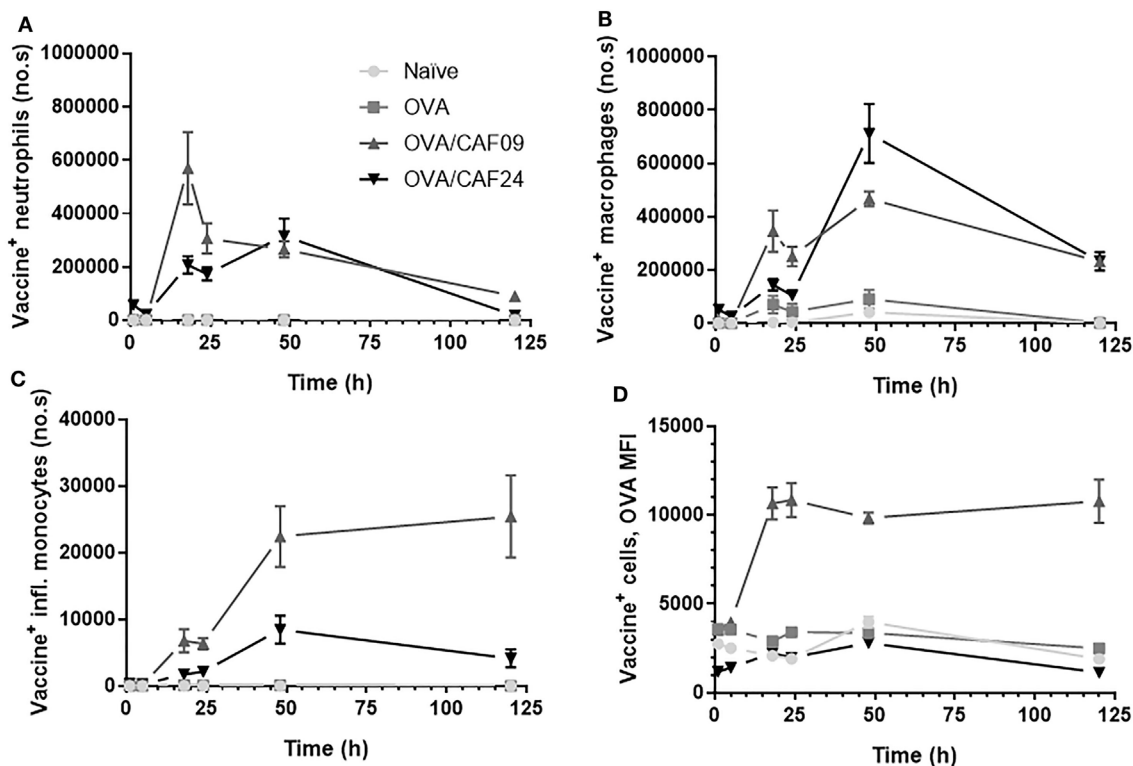 A
Vaccine+ neutrophils (no.s)
1000000
800000
600000
400000
200000
0
0 25 50 75 100 125
Time (h)
Naïve
OVA
OVA/CAF09
OVA/CAF24
B
Vaccine+ macrophages (no.s)
1000000
800000
600000
400000
200000
0
0 25 50 75 100 125
Time (h)
C
Vaccine+ infl. monocytes (no.s)
40000
30000
20000
10000
0
0 25 50 75 100 125
Time (h)
D
Vaccine+ cells, OVA MFI
15000
10000
5000
0
0 25 50 75 100 125
Time (h)